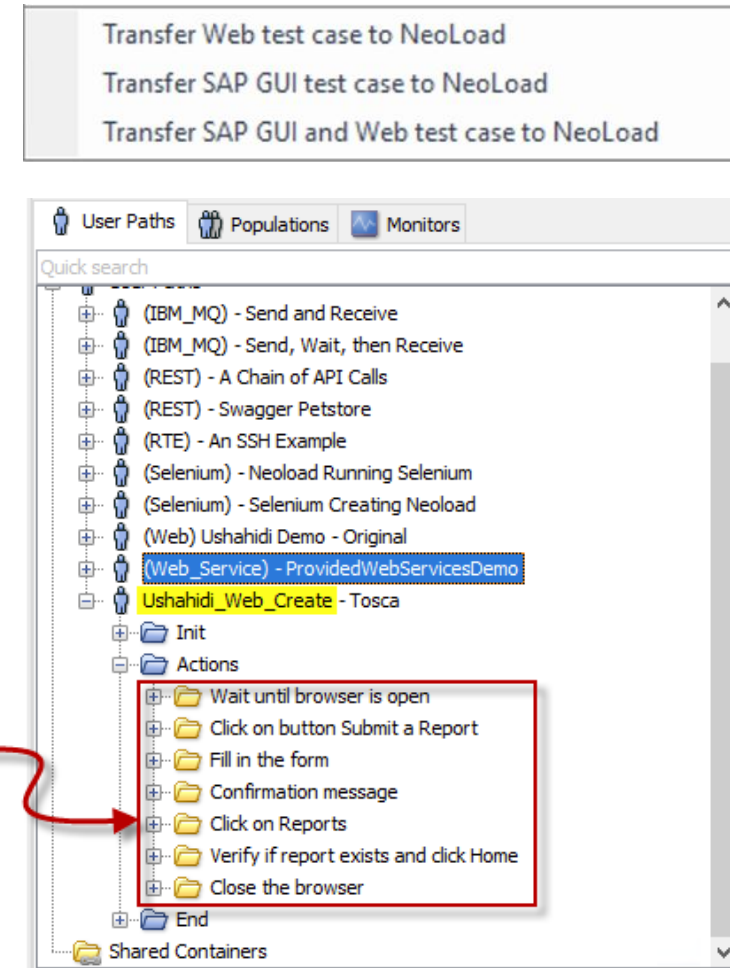 Transfer Web test case to NeoLoad
Transfer SAP GUI test case to NeoLoad
Transfer SAP GUI and Web test case to NeoLoad
User Paths Populations Monitors
Quick search
(IBM_MQ) - Send and Receive
(IBM_MQ) - Send, Wait, then Receive
(REST) - A Chain of API Calls
(REST) - Swagger Petstore
(RTE) - An SSH Example
(Selenium) - Neoload Running Selenium
(Selenium) - Selenium Creating Neoload
(Web) Ushahidi Demo - Original
(Web_Service) - ProvidedWebServicesDemo
Ushahidi_Web_Create - Tosca
Init
Actions
Wait until browser is open
Click on button Submit a Report
Fill in the form
Confirmation message
Click on Reports
Verify if report exists and click Home
Close the browser
End
Shared Containers